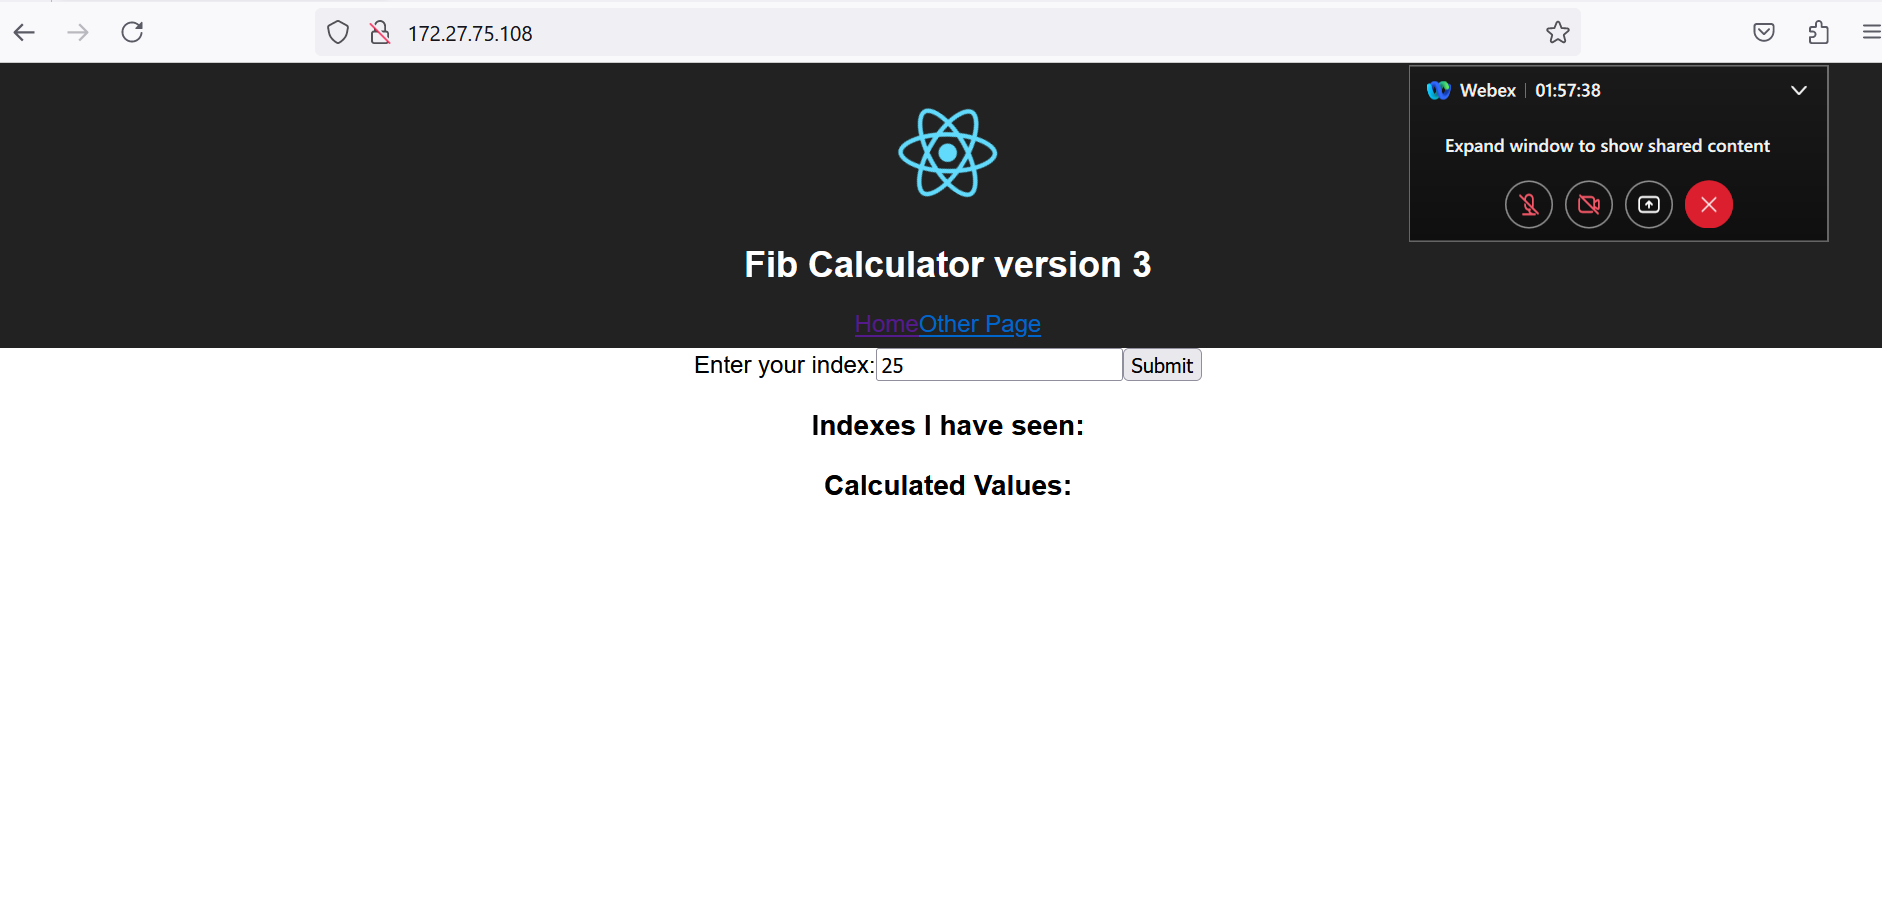 172.27.75.108
Webex | 01:57:38
Expand window to show shared content
Fib Calculator version 3
HomeOther Page
Enter your index:25 Submit
Indexes I have seen:
Calculated Values: